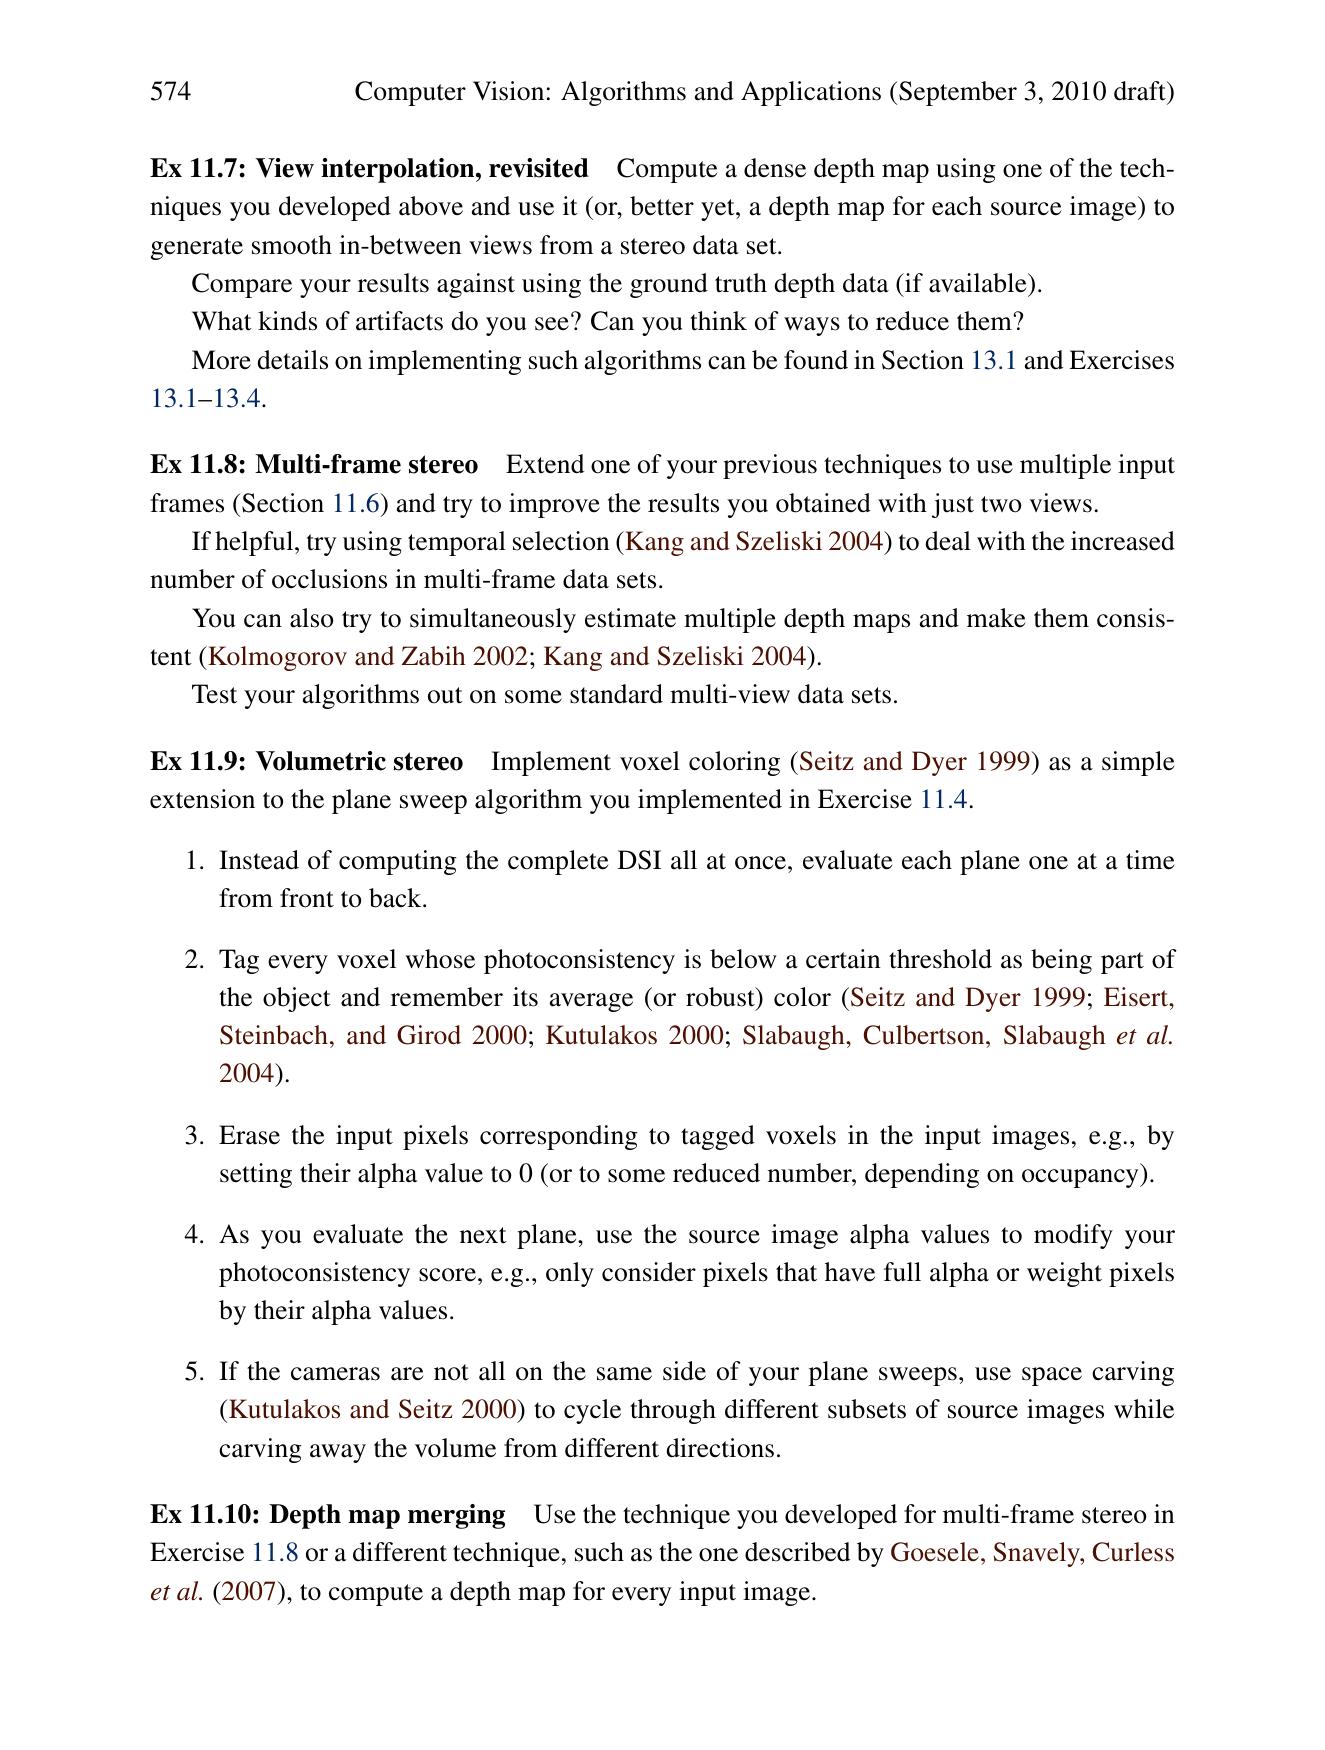 574 Computer Vision: Algorithms and Applications (September 3, 2010 draft)
Ex 11.7: View interpolation, revisited Compute a dense depth map using one of the tech-
niques you developed above and use it (or, better yet, a depth map for each source image) to
generate smooth in-between views from a stereo data set.
Compare your results against using the ground truth depth data (if available).
What kinds of artifacts do you see? Can you think of ways to reduce them?
More details on implementing such algorithms can be found in Section 13.1 and Exercises
13.1–13.4.
Ex 11.8: Multi-frame stereo Extend one of your previous techniques to use multiple input
frames (Section 11.6) and try to improve the results you obtained with just two views.
If helpful, try using temporal selection (Kang and Szeliski 2004) to deal with the increased
number of occlusions in multi-frame data sets.
You can also try to simultaneously estimate multiple depth maps and make them consis-
tent (Kolmogorov and Zabih 2002; Kang and Szeliski 2004).
Test your algorithms out on some standard multi-view data sets.
Ex 11.9: Volumetric stereo Implement voxel coloring (Seitz and Dyer 1999) as a simple
extension to the plane sweep algorithm you implemented in Exercise 11.4.
1. Instead of computing the complete DSI all at once, evaluate each plane one at a time
from front to back.
2. Tag every voxel whose photoconsistency is below a certain threshold as being part of
the object and remember its average (or robust) color (Seitz and Dyer 1999; Eisert,
Steinbach, and Girod 2000; Kutulakos 2000; Slabaugh, Culbertson, Slabaugh et al.
2004).
3. Erase the input pixels corresponding to tagged voxels in the input images, e.g., by
setting their alpha value to 0 (or to some reduced number, depending on occupancy).
4. As you evaluate the next plane, use the source image alpha values to modify your
photoconsistency score, e.g., only consider pixels that have full alpha or weight pixels
by their alpha values.
5. If the cameras are not all on the same side of your plane sweeps, use space carving
(Kutulakos and Seitz 2000) to cycle through different subsets of source images while
carving away the volume from different directions.
Ex 11.10: Depth map merging Use the technique you developed for multi-frame stereo in
Exercise 11.8 or a different technique, such as the one described by Goesele, Snavely, Curless
et al. (2007), to compute a depth map for every input image.